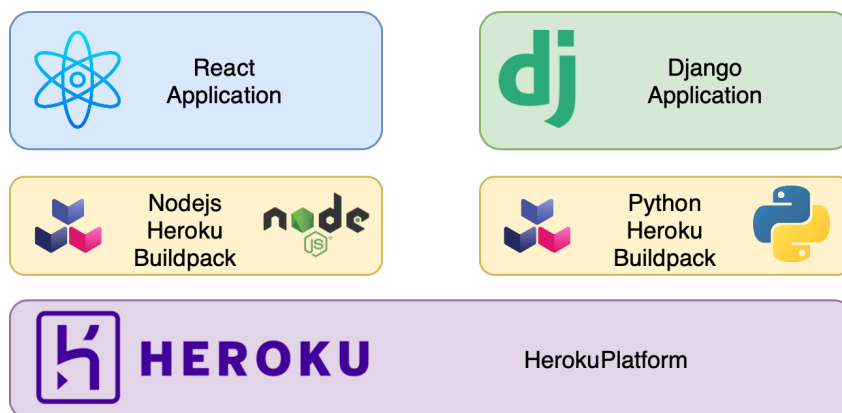 React
Application
dj
Django
Application
Nodejs
Heroku
Buildpack
node
JS
Python
Heroku
Buildpack
HEROKU
HerokuPlatform